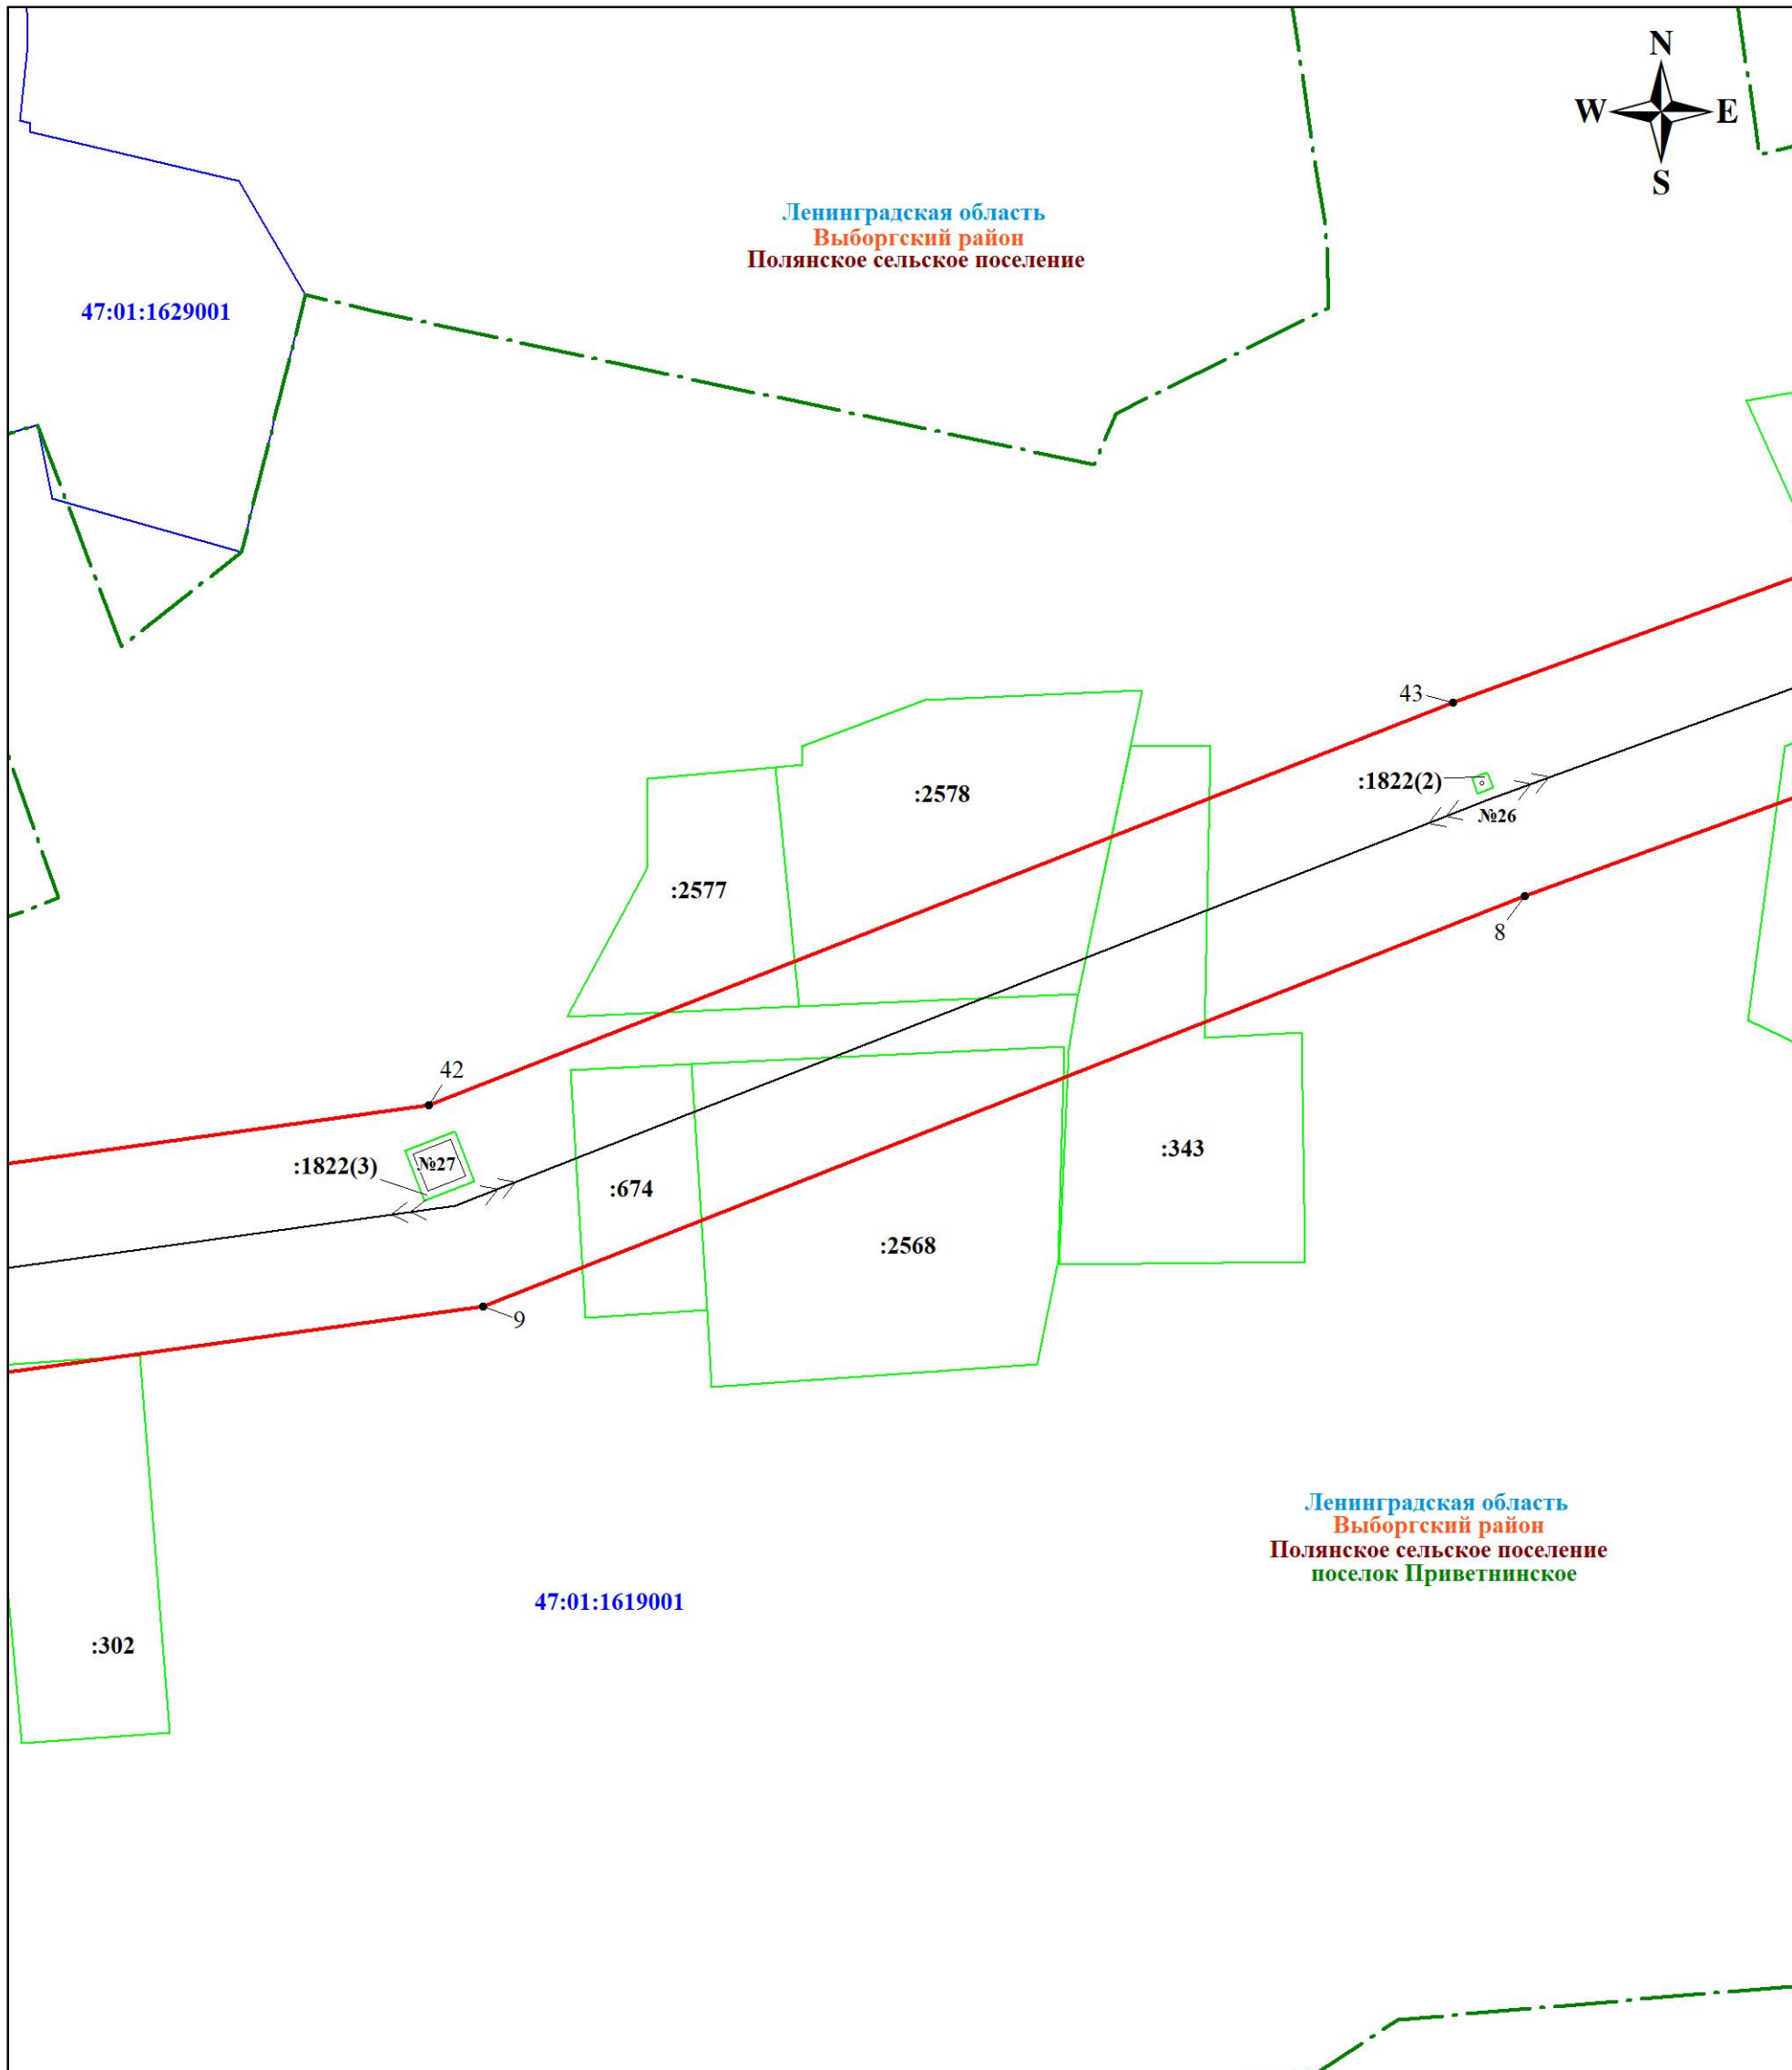 N
W E
S
Ленинградская область
Выборгский район
Полянское сельское поселение
47:01:1629001
43
:1822(2)
№26
:2578
:2577
8
42
:1822(3)
№27
:343
:674
:2568
9
Ленинградская область
Выборгский район
Полянское сельское поселение
поселок Приветнинское
47:01:1619001
:302